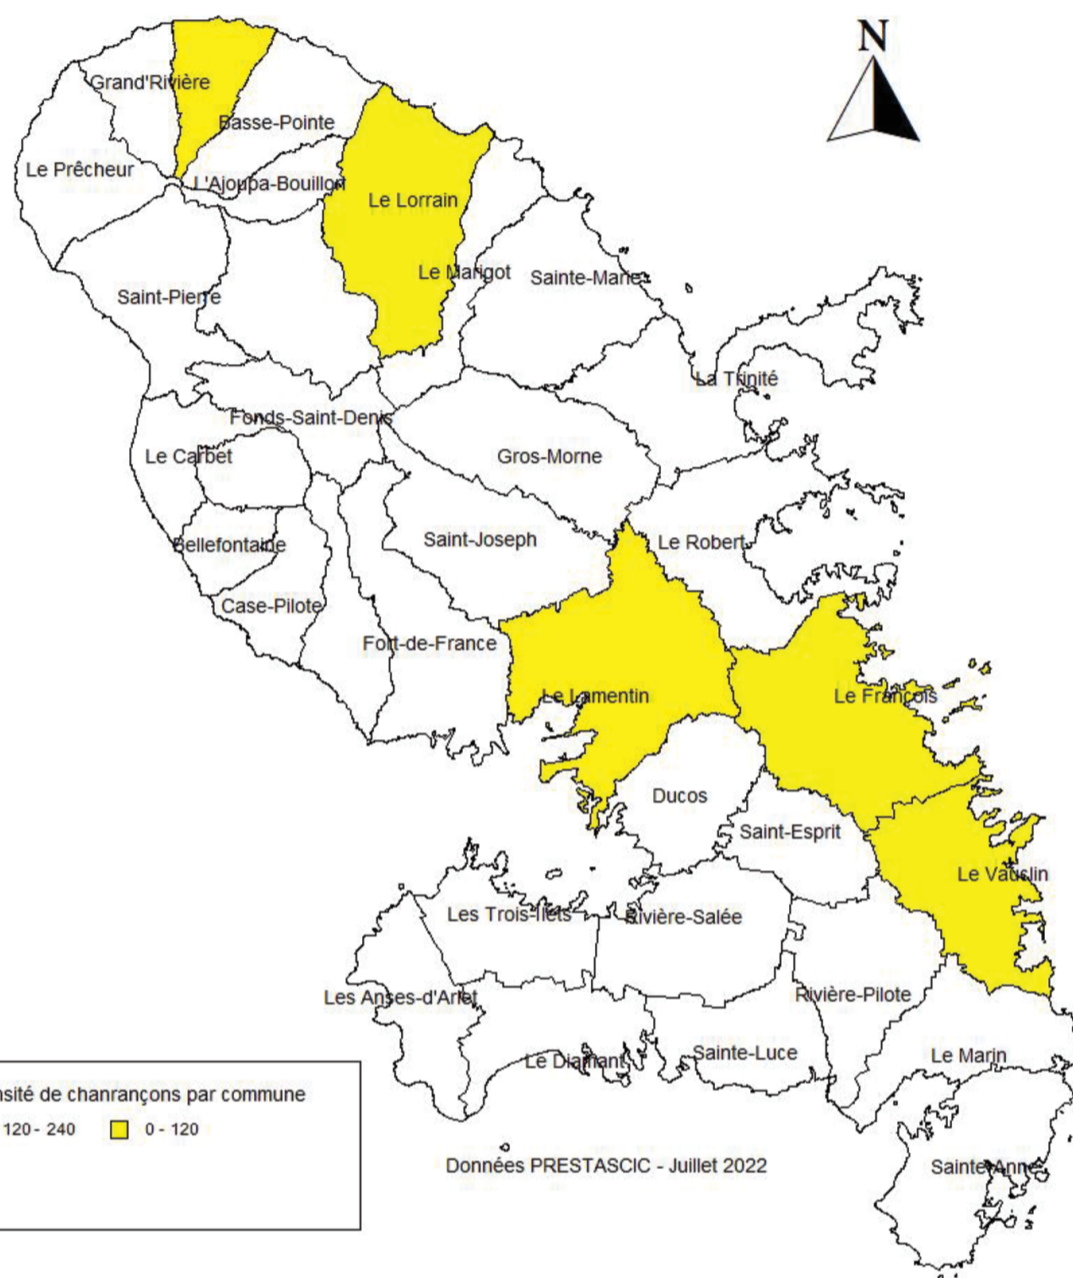 N
Grand'Rivière
Basse-Pointe
Le Prêcheur
L'Ajoupa-Bouillon
Le Lorrain
Le Marigot
Sainte-Marie
Saint-Pierre
La Trinité
Fonds-Saint-Denis
Le Carbet
Gros-Morne
Bellefontaine
Saint-Joseph
Le Robert
Case-Pilote
Fort-de-France
Le Lamentin
Le François
Ducos
Saint-Esprit
Le Vauclin
Les Trois-Ilets
Rivière-Salée
Les Anses-d'Arlet
Rivière-Pilote
Le Diamant
Sainte-Luce
Le Marin
nsité de chanrançons par commune
120 - 240 0 - 120
Données PRESTASCIC - Juillet 2022
Sainte-Anne